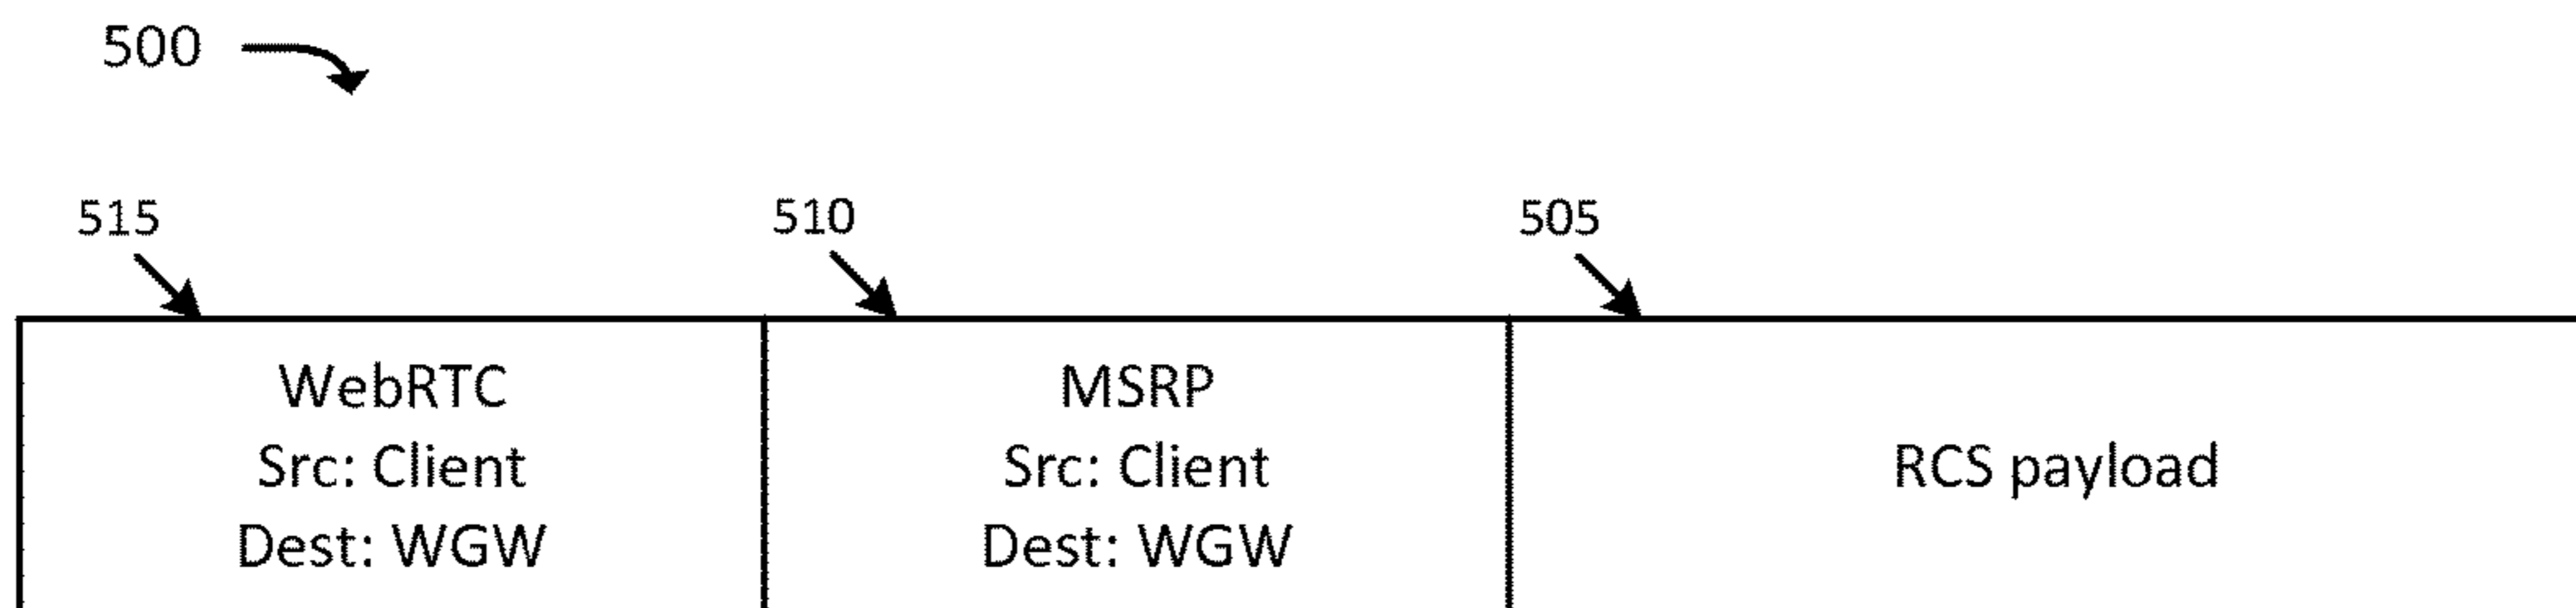 500
515
510
505
WebRTC
Src: Client
Dest: WGW
MSRP
Src: Client
Dest: WGW
RCS payload